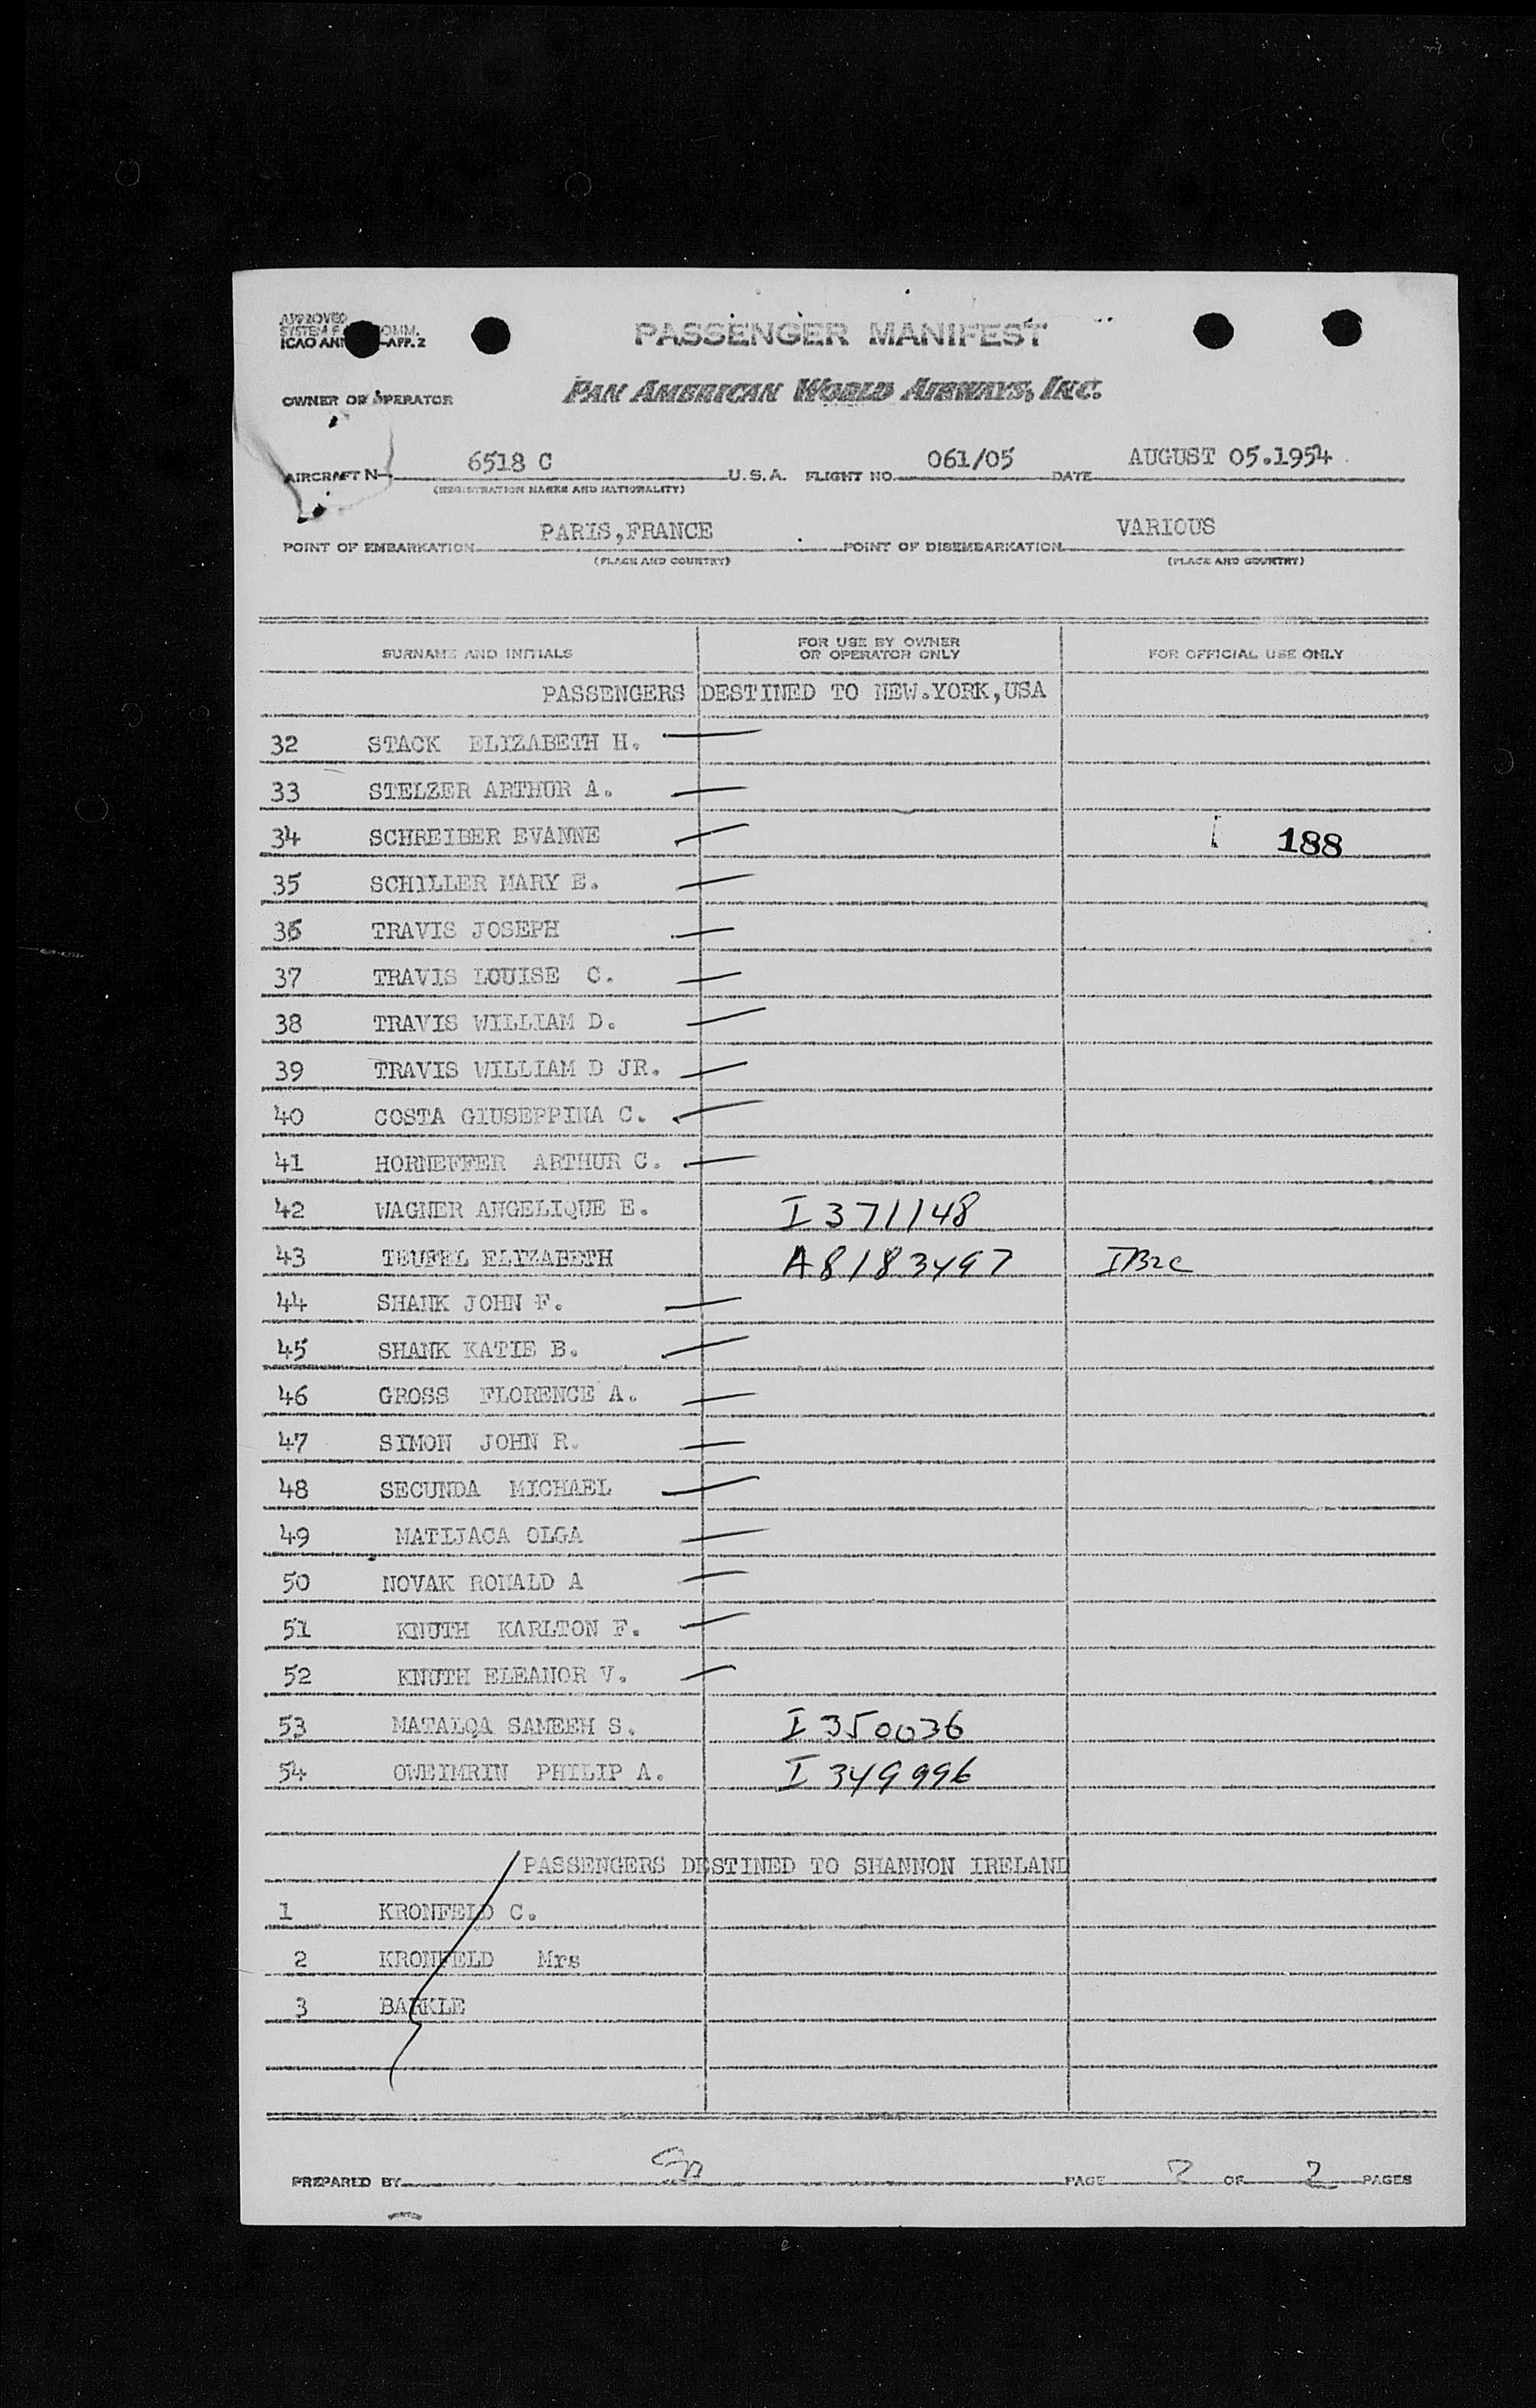 APPROVED
SYSTEM F OMM.
ICAO ANN -APP. 2
PASSENGER MANIFEST
OWNER OR OPERATOR PAN AMERICAN WORLD AIRWAYS, INC.
AIRCRAFT N- 6518 C U.S.A. FLIGHT NO. 061/05 DATE AUGUST 05.1954
(REGISTRATION MARKS AND NATIONALITY)
POINT OF EMBARKATION PARIS,FRANCE POINT OF DISEMBARKATION VARIOUS
(PLACE AND COUNTRY) (PLACE AND COUNTRY)
SURNAME AND INITIALS FOR USE BY OWNER OR OPERATOR ONLY FOR OFFICIAL USE ONLY
PASSENGERS DESTINED TO NEW.YORK,USA
32 STACK ELIZABETH H.
33 STELZER ARTHUR A.
34 SCHREIBER EVANNE 188
35 SCHILLER MARY E.
36 TRAVIS JOSEPH
37 TRAVIS LOUISE C.
38 TRAVIS WILLIAM D.
39 TRAVIS WILLIAM D JR.
40 COSTA GIUSEPPINA C.
41 HORNEFFER ARTHUR C.
42 WAGNER ANGELIQUE E. I 371148
43 TEUFEL ELYZABETH A8183497 IB2c
44 SHANK JOHN F.
45 SHANK KATIE B.
46 GROSS FLORENCE A.
47 SIMON JOHN R.
48 SECUNDA MICHAEL
49 MATIJACA OLGA
50 NOVAK RONALD A
51 KNUTH KARLTON F.
52 KNUTH ELEANOR V.
53 MATALQA SAMEEH S. I 350036
54 OWEIMRIN PHILIP A. I 349996
PASSENGERS DESTINED TO SHANNON IRELAND
1 KRONFELD C.
2 KRONFELD Mrs
3 BARKLE
PREPARED BY PAGE 2 OF 2 PAGES